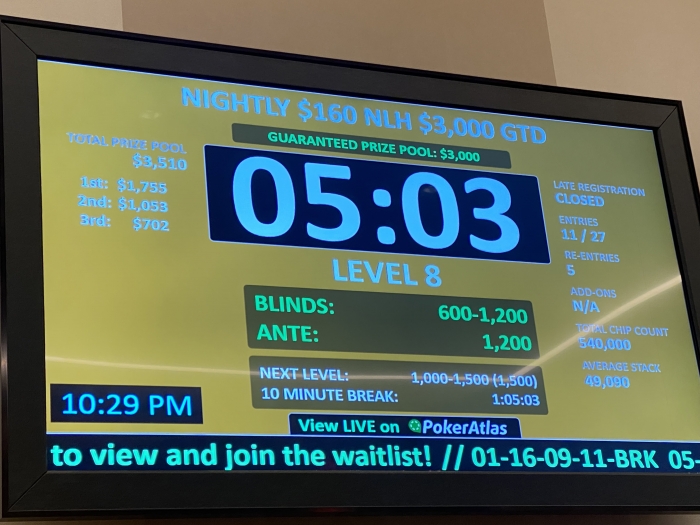 NIGHTLY $160 NLH $3,000 GTD
GUARANTEED PRIZE POOL: $3,000
TOTAL PRIZE POOL
$3,510
1st: $1,755
2nd: $1,053
3rd: $702
05:03
LATE REGISTRATION
CLOSED
ENTRIES
11 / 27
RE-ENTRIES
5
ADD-ONS
N/A
TOTAL CHIP COUNT
540,000
AVERAGE STACK
49,090
LEVEL 8
BLINDS: 600-1,200
ANTE: 1,200
NEXT LEVEL: 1,000-1,500 (1,500)
10 MINUTE BREAK: 1:05:03
10:29 PM
View LIVE on PokerAtlas
to view and join the waitlist! // 01-16-09-11-BRK 05-